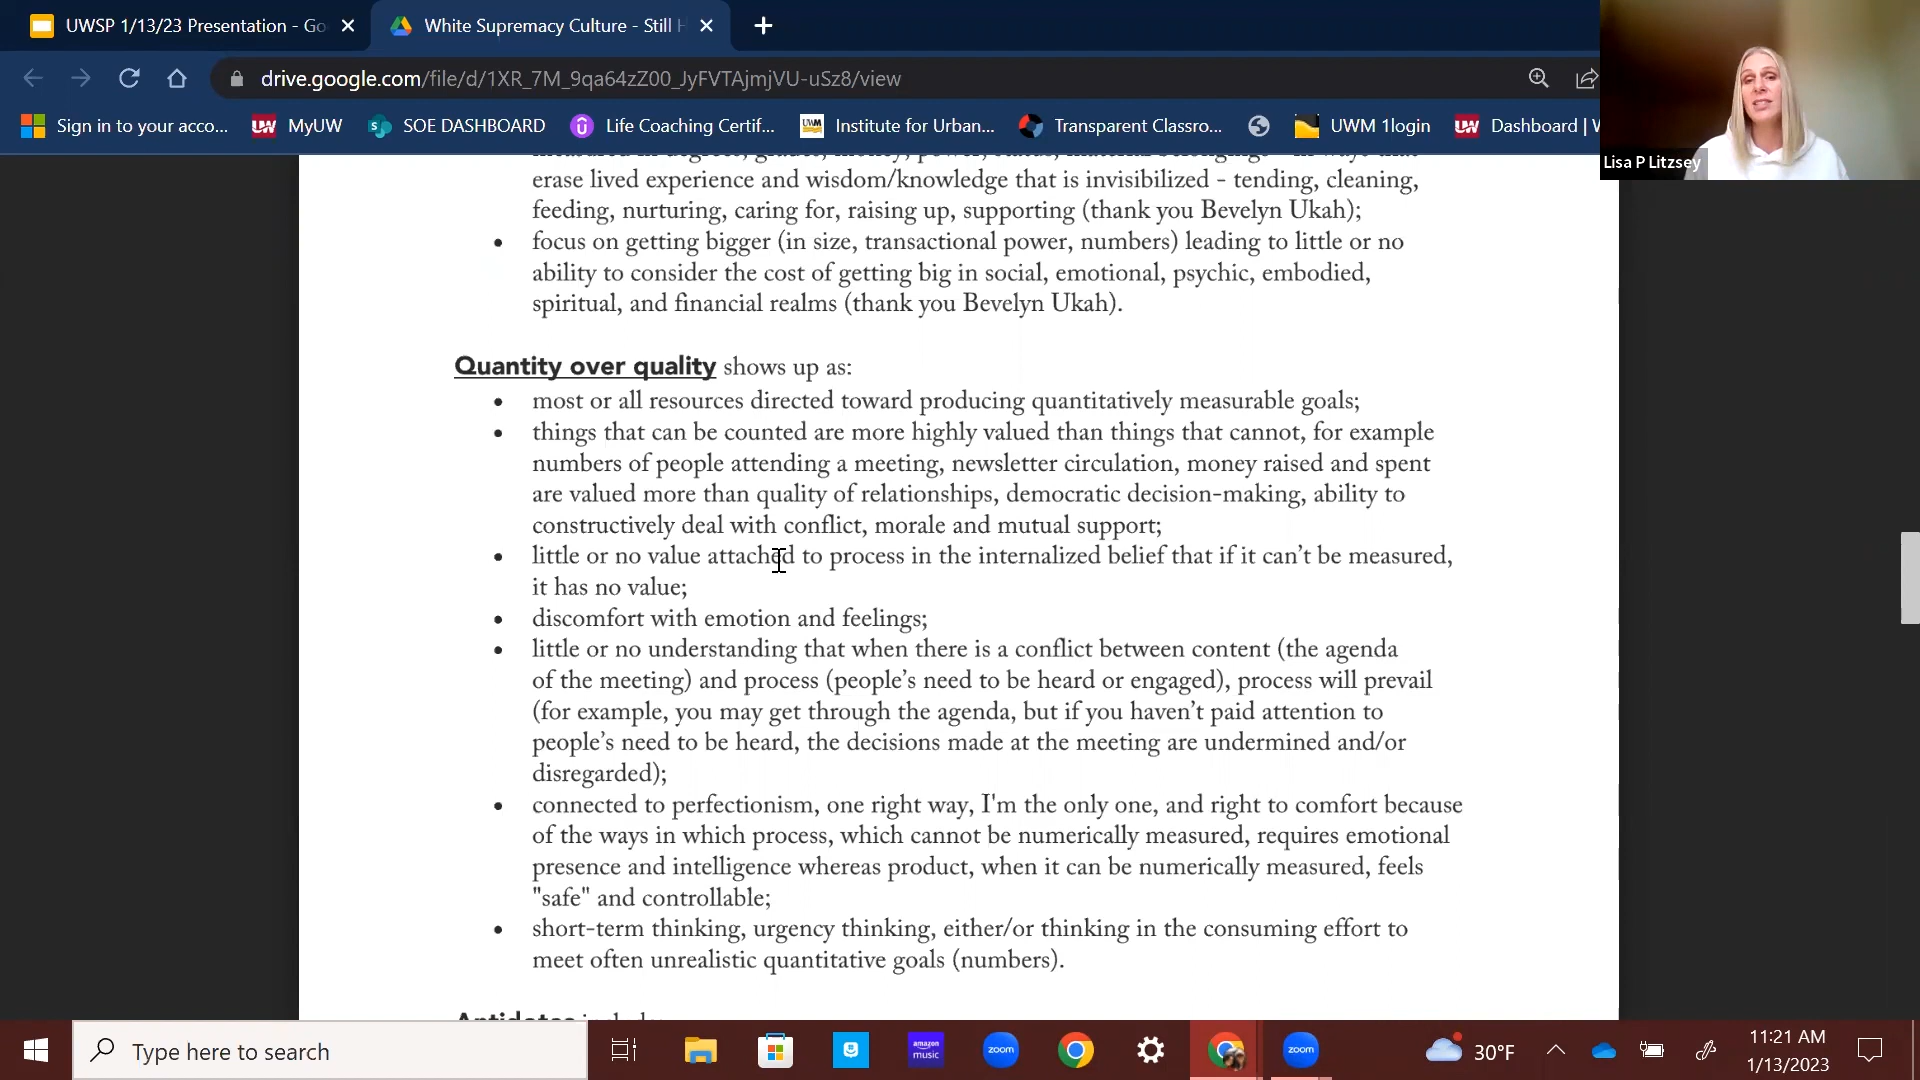 UWSP 1/13/23 Presentation - Go
White Supremacy Culture - Still H
drive.google.com/file/d/1XR_7M_9qa64zZ00_JyFVTAjmjVU-uSz8/view
Sign in to your acco...
MyUW
SOE DASHBOARD
Life Coaching Certif...
Institute for Urban...
Transparent Classro...
UWM 1login
Dashboard | W
Lisa P Litzsey
erase lived experience and wisdom/knowledge that is invisibilized - tending, cleaning,
feeding, nurturing, caring for, raising up, supporting (thank you Bevelyn Ukah);
• focus on getting bigger (in size, transactional power, numbers) leading to little or no
ability to consider the cost of getting big in social, emotional, psychic, embodied,
spiritual, and financial realms (thank you Bevelyn Ukah).
Quantity over quality shows up as:
• most or all resources directed toward producing quantitatively measurable goals;
• things that can be counted are more highly valued than things that cannot, for example
numbers of people attending a meeting, newsletter circulation, money raised and spent
are valued more than quality of relationships, democratic decision-making, ability to
constructively deal with conflict, morale and mutual support;
• little or no value attached to process in the internalized belief that if it can’t be measured,
it has no value;
• discomfort with emotion and feelings;
• little or no understanding that when there is a conflict between content (the agenda
of the meeting) and process (people’s need to be heard or engaged), process will prevail
(for example, you may get through the agenda, but if you haven’t paid attention to
people’s need to be heard, the decisions made at the meeting are undermined and/or
disregarded);
• connected to perfectionism, one right way, I'm the only one, and right to comfort because
of the ways in which process, which cannot be numerically measured, requires emotional
presence and intelligence whereas product, when it can be numerically measured, feels
"safe" and controllable;
• short-term thinking, urgency thinking, either/or thinking in the consuming effort to
meet often unrealistic quantitative goals (numbers).
Type here to search
amazon music
zoom
zoom
30°F
11:21 AM
1/13/2023